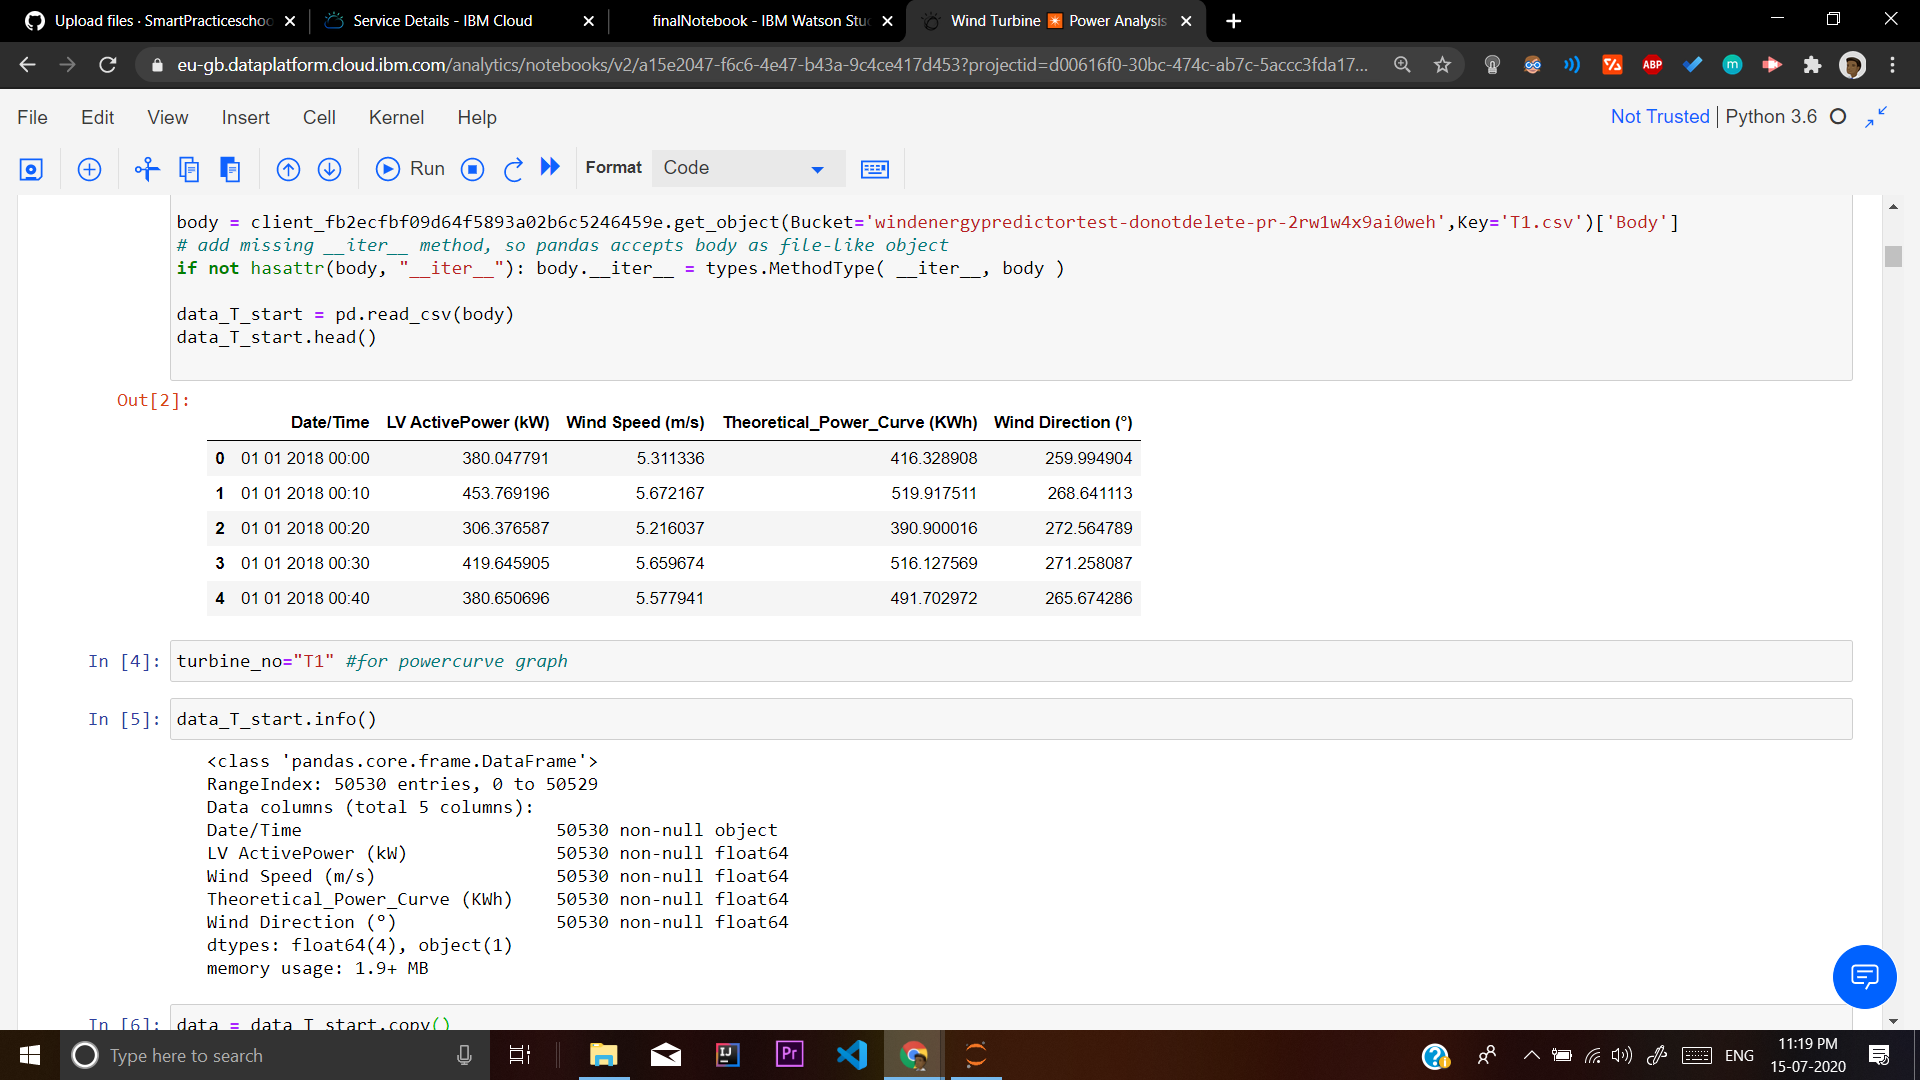 Upload files · SmartPracticeschoo
Service Details - IBM Cloud
finalNotebook - IBM Watson Stu
Wind Turbine Power Analysis
eu-gb.dataplatform.cloud.ibm.com/analytics/notebooks/v2/a15e2047-f6c6-4e47-b43a-9c4ce417d453?projectid=d00616f0-30bc-474c-ab7c-5accc3fda17...
ABP
m
File Edit View Insert Cell Kernel Help
Not Trusted | Python 3.6
Run
Format
Code
body = client_fb2ecfbf09d64f5893a02b6c5246459e.get_object(Bucket='windenergypredictortest-donotdelete-pr-2rw1w4x9ai0weh',Key='T1.csv')['Body']
# add missing __iter__ method, so pandas accepts body as file-like object
if not hasattr(body, "__iter__"): body.__iter__ = types.MethodType( __iter__, body )
data_T_start = pd.read_csv(body)
data_T_start.head()
Out[2]:
Date/Time LV ActivePower (kW) Wind Speed (m/s) Theoretical_Power_Curve (KWh) Wind Direction (°)
0 01 01 2018 00:00 380.047791 5.311336 416.328908 259.994904
1 01 01 2018 00:10 453.769196 5.672167 519.917511 268.641113
2 01 01 2018 00:20 306.376587 5.216037 390.900016 272.564789
3 01 01 2018 00:30 419.645905 5.659674 516.127569 271.258087
4 01 01 2018 00:40 380.650696 5.577941 491.702972 265.674286
In [4]: turbine_no="T1" #for powercurve graph
In [5]: data_T_start.info()
<class 'pandas.core.frame.DataFrame'>
RangeIndex: 50530 entries, 0 to 50529
Data columns (total 5 columns):
Date/Time 50530 non-null object
LV ActivePower (kW) 50530 non-null float64
Wind Speed (m/s) 50530 non-null float64
Theoretical_Power_Curve (KWh) 50530 non-null float64
Wind Direction (°) 50530 non-null float64
dtypes: float64(4), object(1)
memory usage: 1.9+ MB
In [6]: data = data_T_start.copy()
Type here to search
IJ
Pr
ENG
11:19 PM
15-07-2020